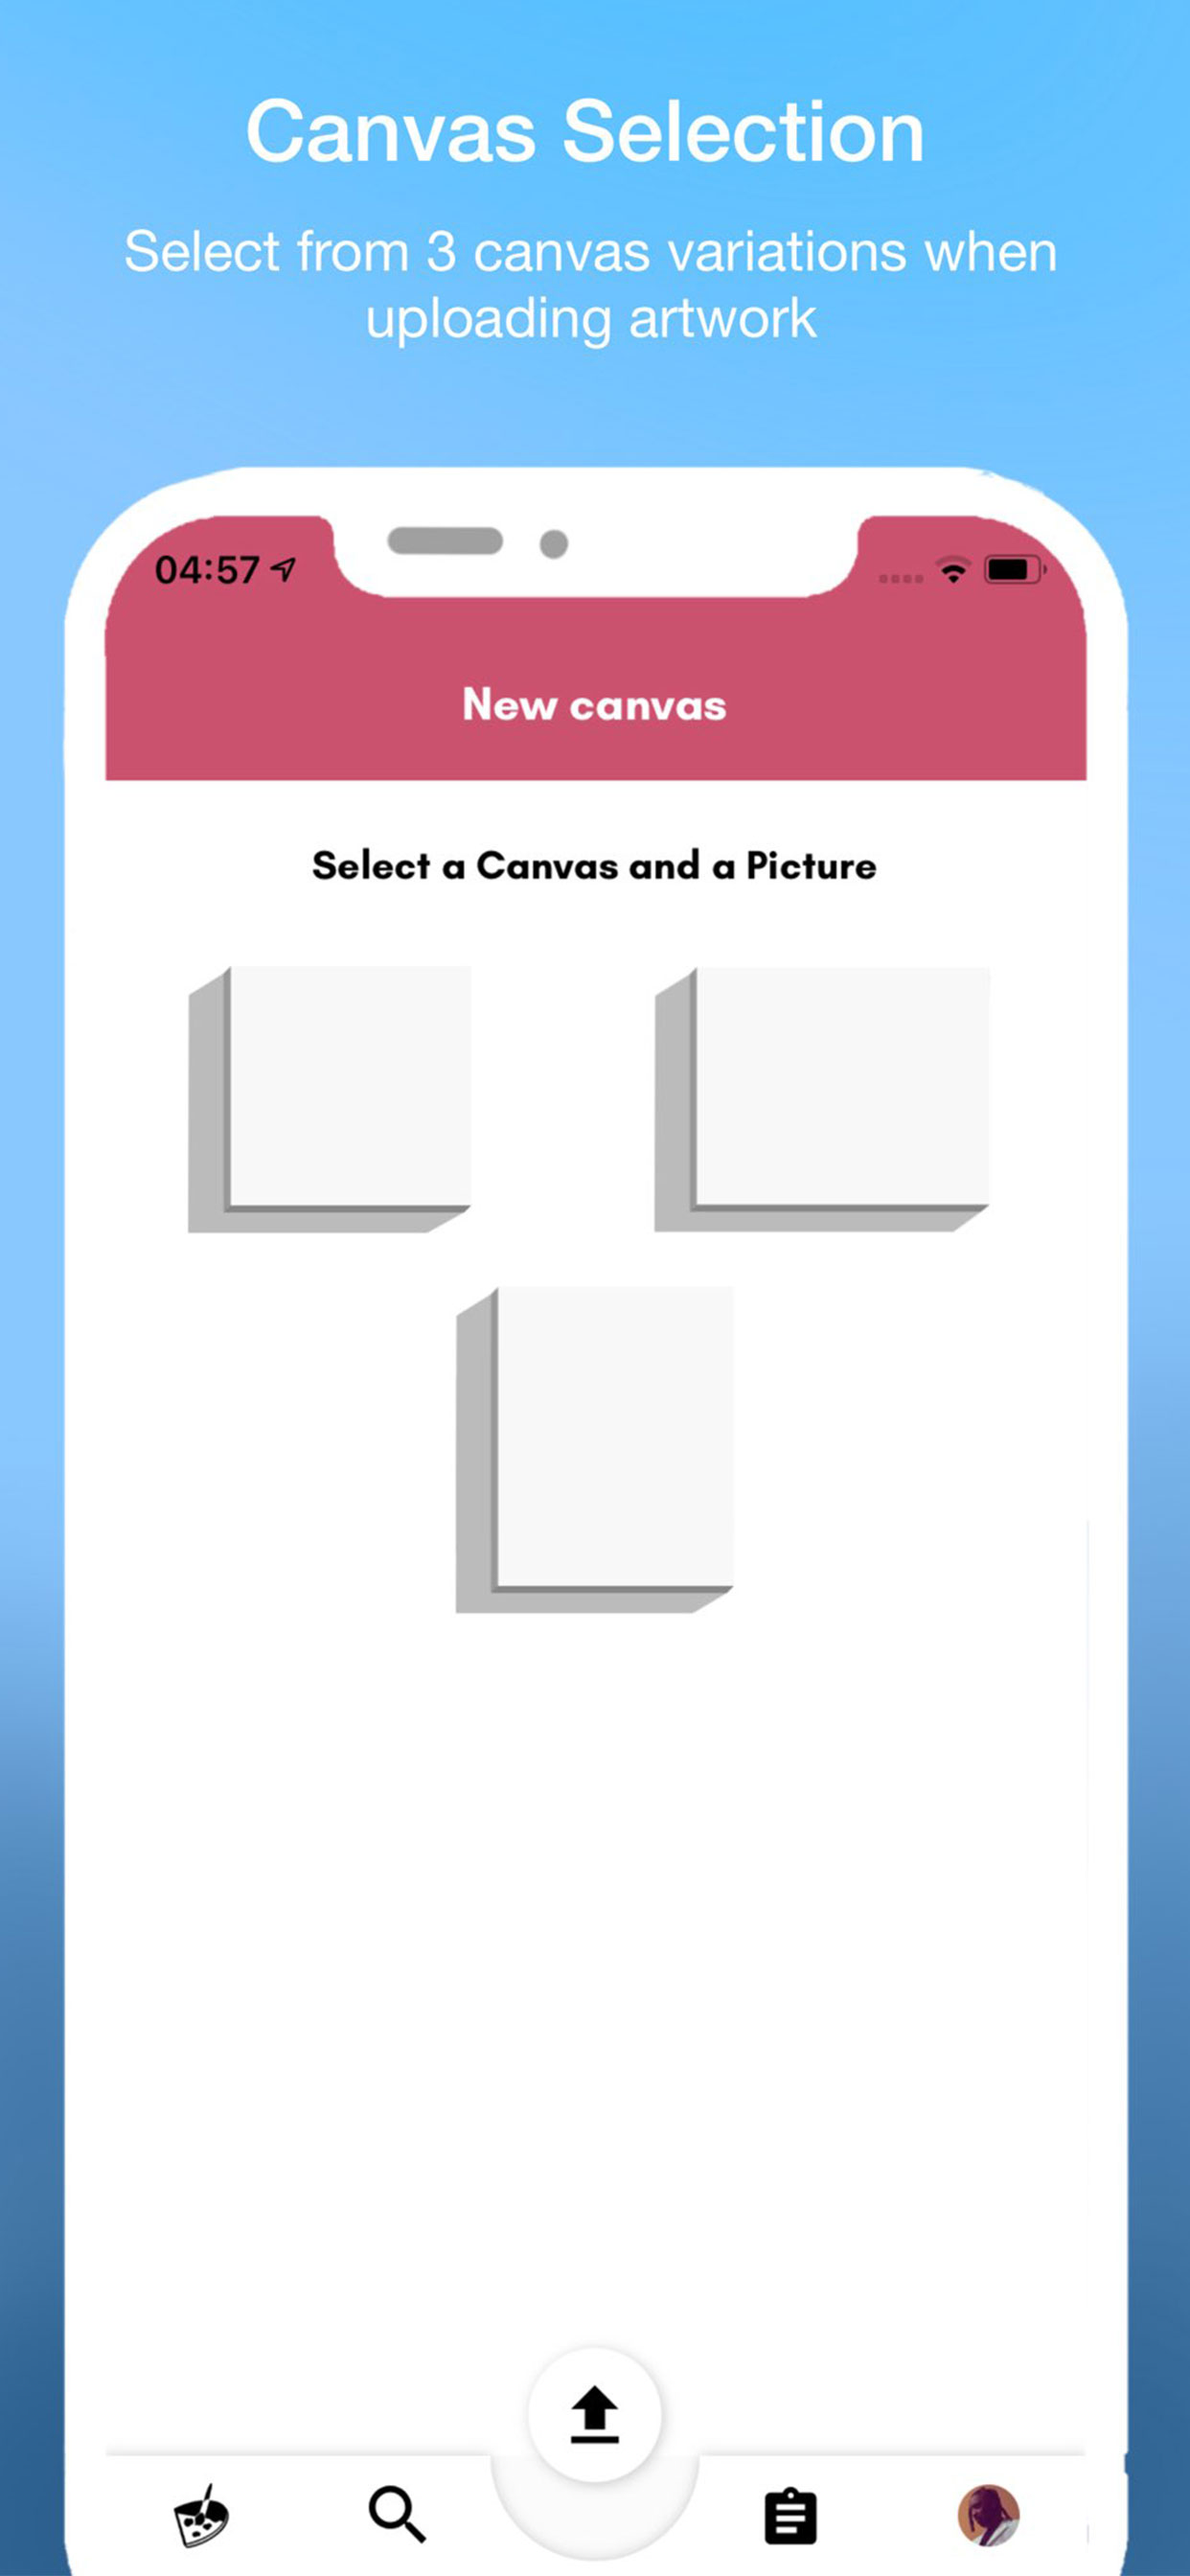 Canvas Selection
Select from 3 canvas variations when
uploading artwork
04:57
New canvas
Select a Canvas and a Picture